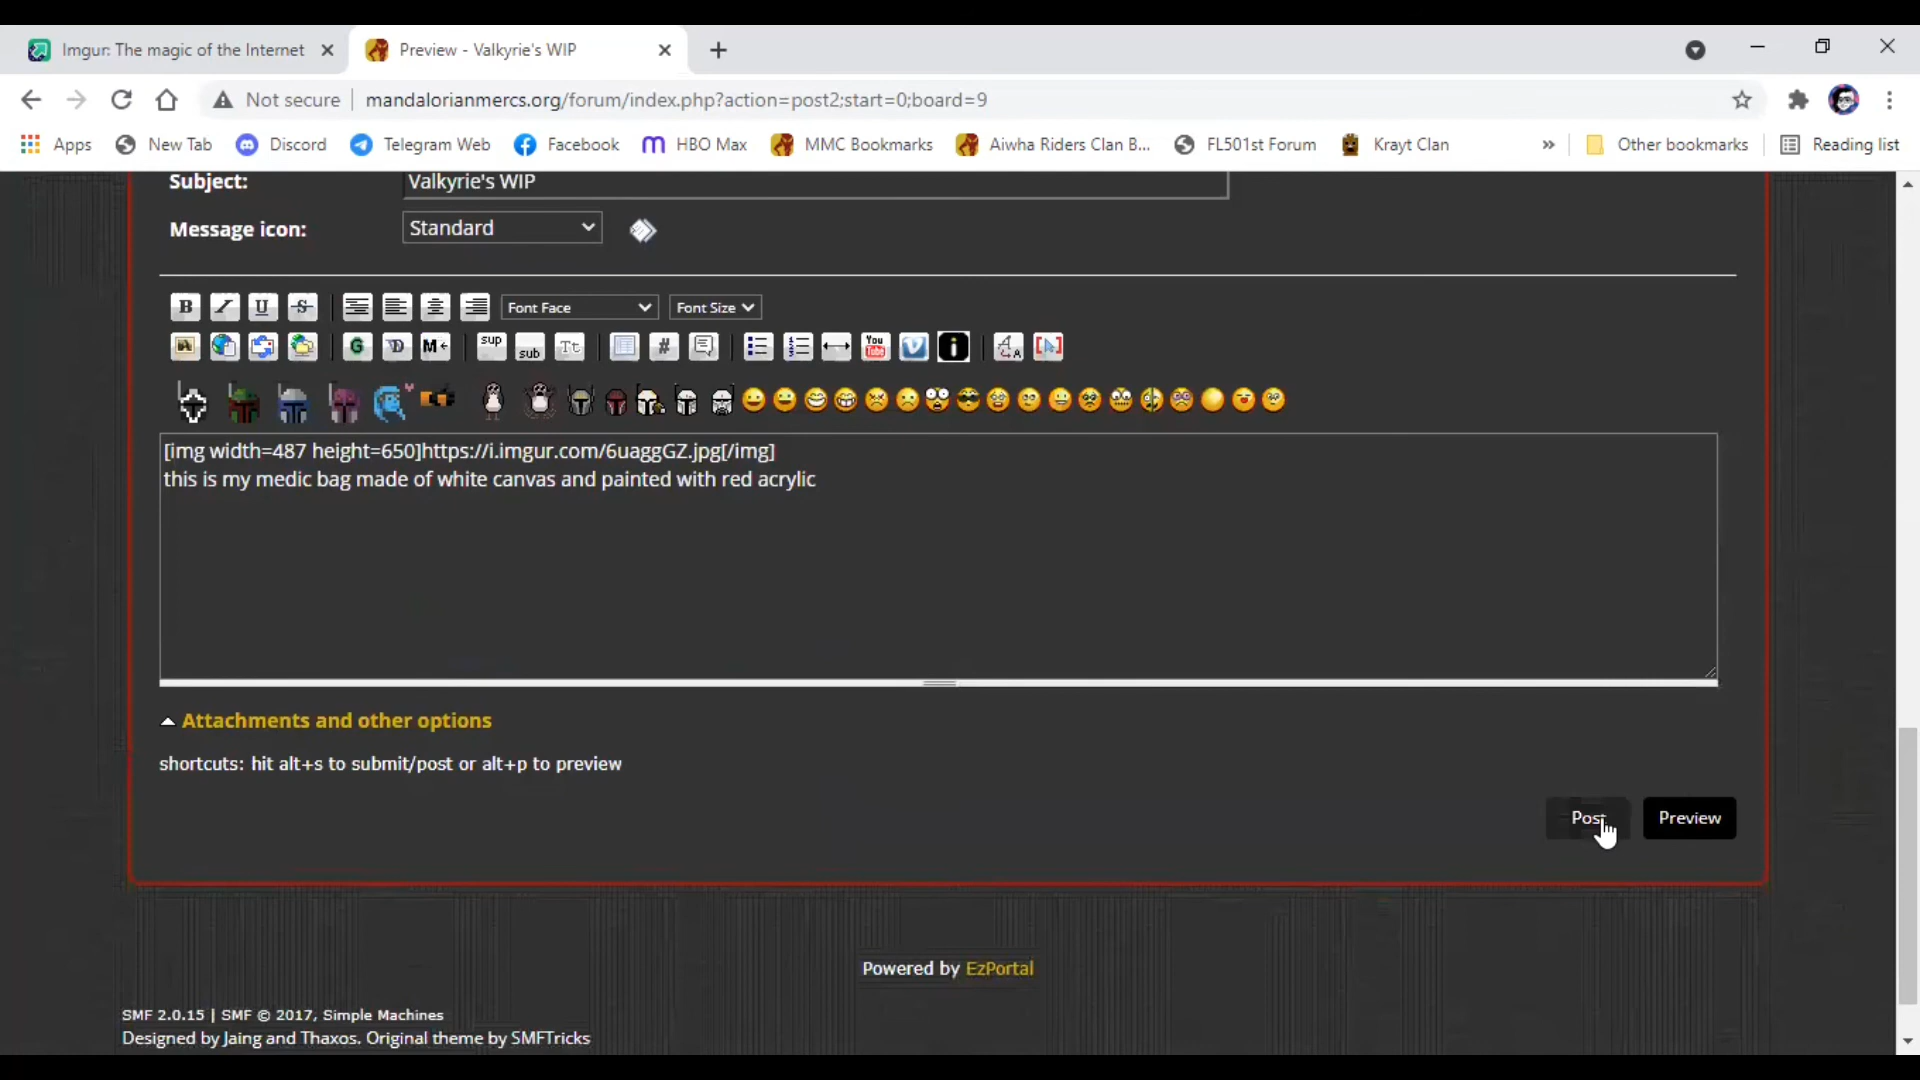 Imgur: The magic of the Internet
Preview - Valkyrie's WIP
Not secure
mandalorianmercs.org/forum/index.php?action=post2;start=0;board=9
Apps
New Tab
Discord
Telegram Web
Facebook
HBO Max
MMC Bookmarks
Aiwha Riders Clan B...
FL501st Forum
Krayt Clan
»
Other bookmarks
Reading list
Subject:
Valkyrie's WIP
Message icon:
Standard
B
U
S
Font Face
Font Size
G
M
sup
sub
Tt
#
You Tube
[img width=487 height=650]https://i.imgur.com/6uaggGZ.jpg[/img]
this is my medic bag made of white canvas and painted with red acrylic
Attachments and other options
shortcuts: hit alt+s to submit/post or alt+p to preview
Post
Preview
Powered by EzPortal
SMF 2.0.15 | SMF © 2017, Simple Machines
Designed by Jaing and Thaxos. Original theme by SMFTricks